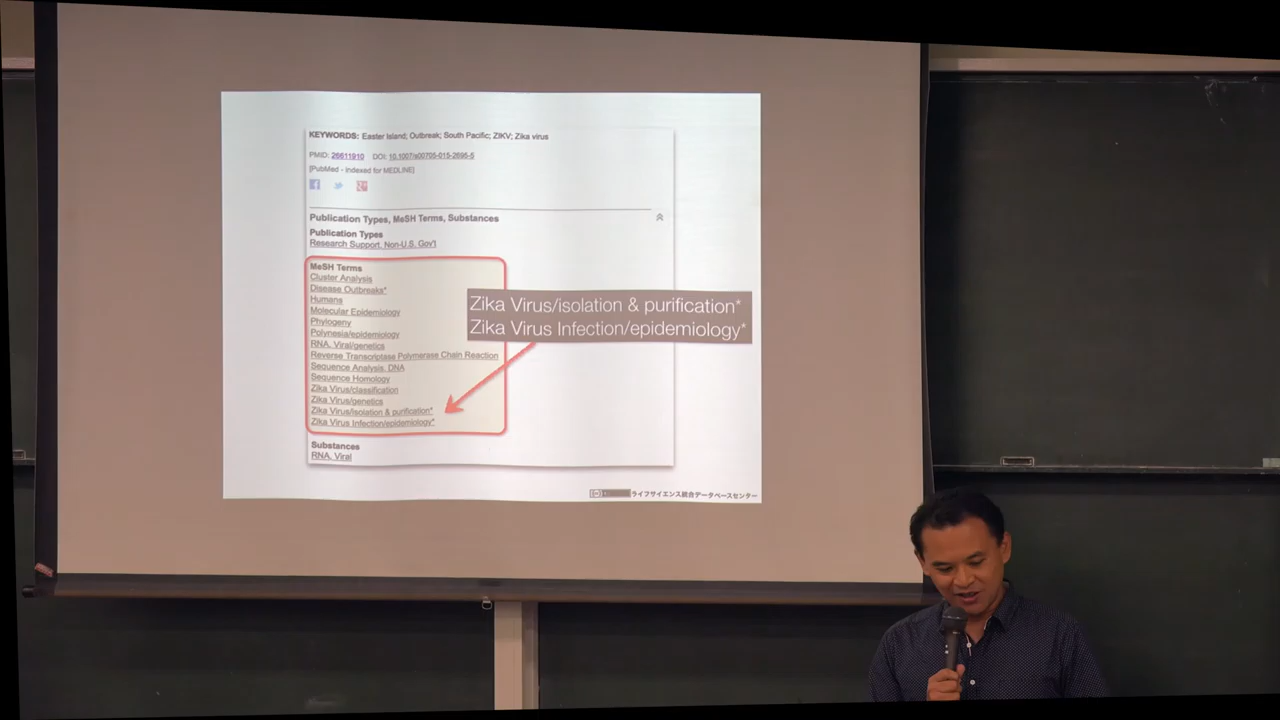 KEYWORDS: Easter Island; Outbreak; South Pacific; ZIKV; Zika virus
PMID: 26611910 DOI: 10.1007/s00705-015-2695-5
[PubMed - indexed for MEDLINE]
Publication Types, MeSH Terms, Substances
Publication Types
Research Support, Non-U.S. Gov't
MeSH Terms
Cluster Analysis
Disease Outbreaks*
Humans
Molecular Epidemiology
Phylogeny
Polynesia/epidemiology
RNA, Viral/genetics
Reverse Transcriptase Polymerase Chain Reaction
Sequence Analysis, DNA
Sequence Homology
Zika Virus/classification
Zika Virus/genetics
Zika Virus/isolation & purification*
Zika Virus Infection/epidemiology*
Zika Virus/isolation & purification*
Zika Virus Infection/epidemiology*
Substances
RNA, Viral
ライフサイエンス統合データベースセンター